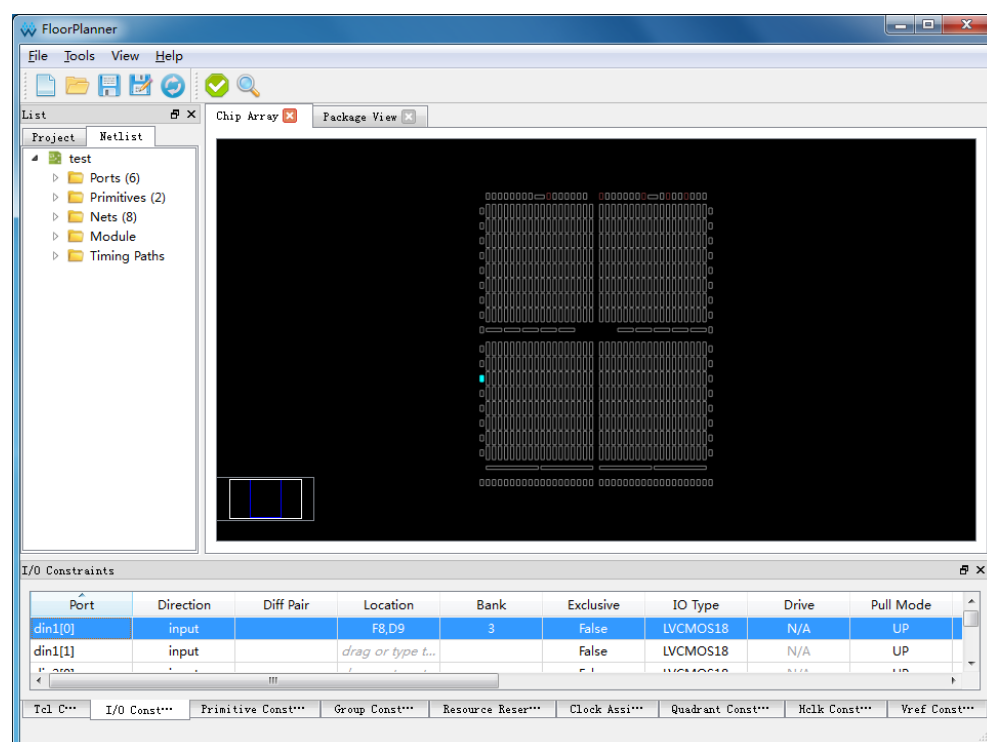 FloorPlanner
File Tools View Help
List
Chip Array Package View
Project Netlist
test
Ports (6)
Primitives (2)
Nets (8)
Module
Timing Paths
I/O Constraints
Port Direction Diff Pair Location Bank Exclusive IO Type Drive Pull Mode
din1[0] input F8,D9 3 False LVCMOS18 N/A UP
din1[1] input drag or type t... False LVCMOS18 N/A UP
Tcl C··· I/O Const··· Primitive Const··· Group Const··· Resource Reser··· Clock Assi··· Quadrant Const··· Hclk Const··· Vref Const···